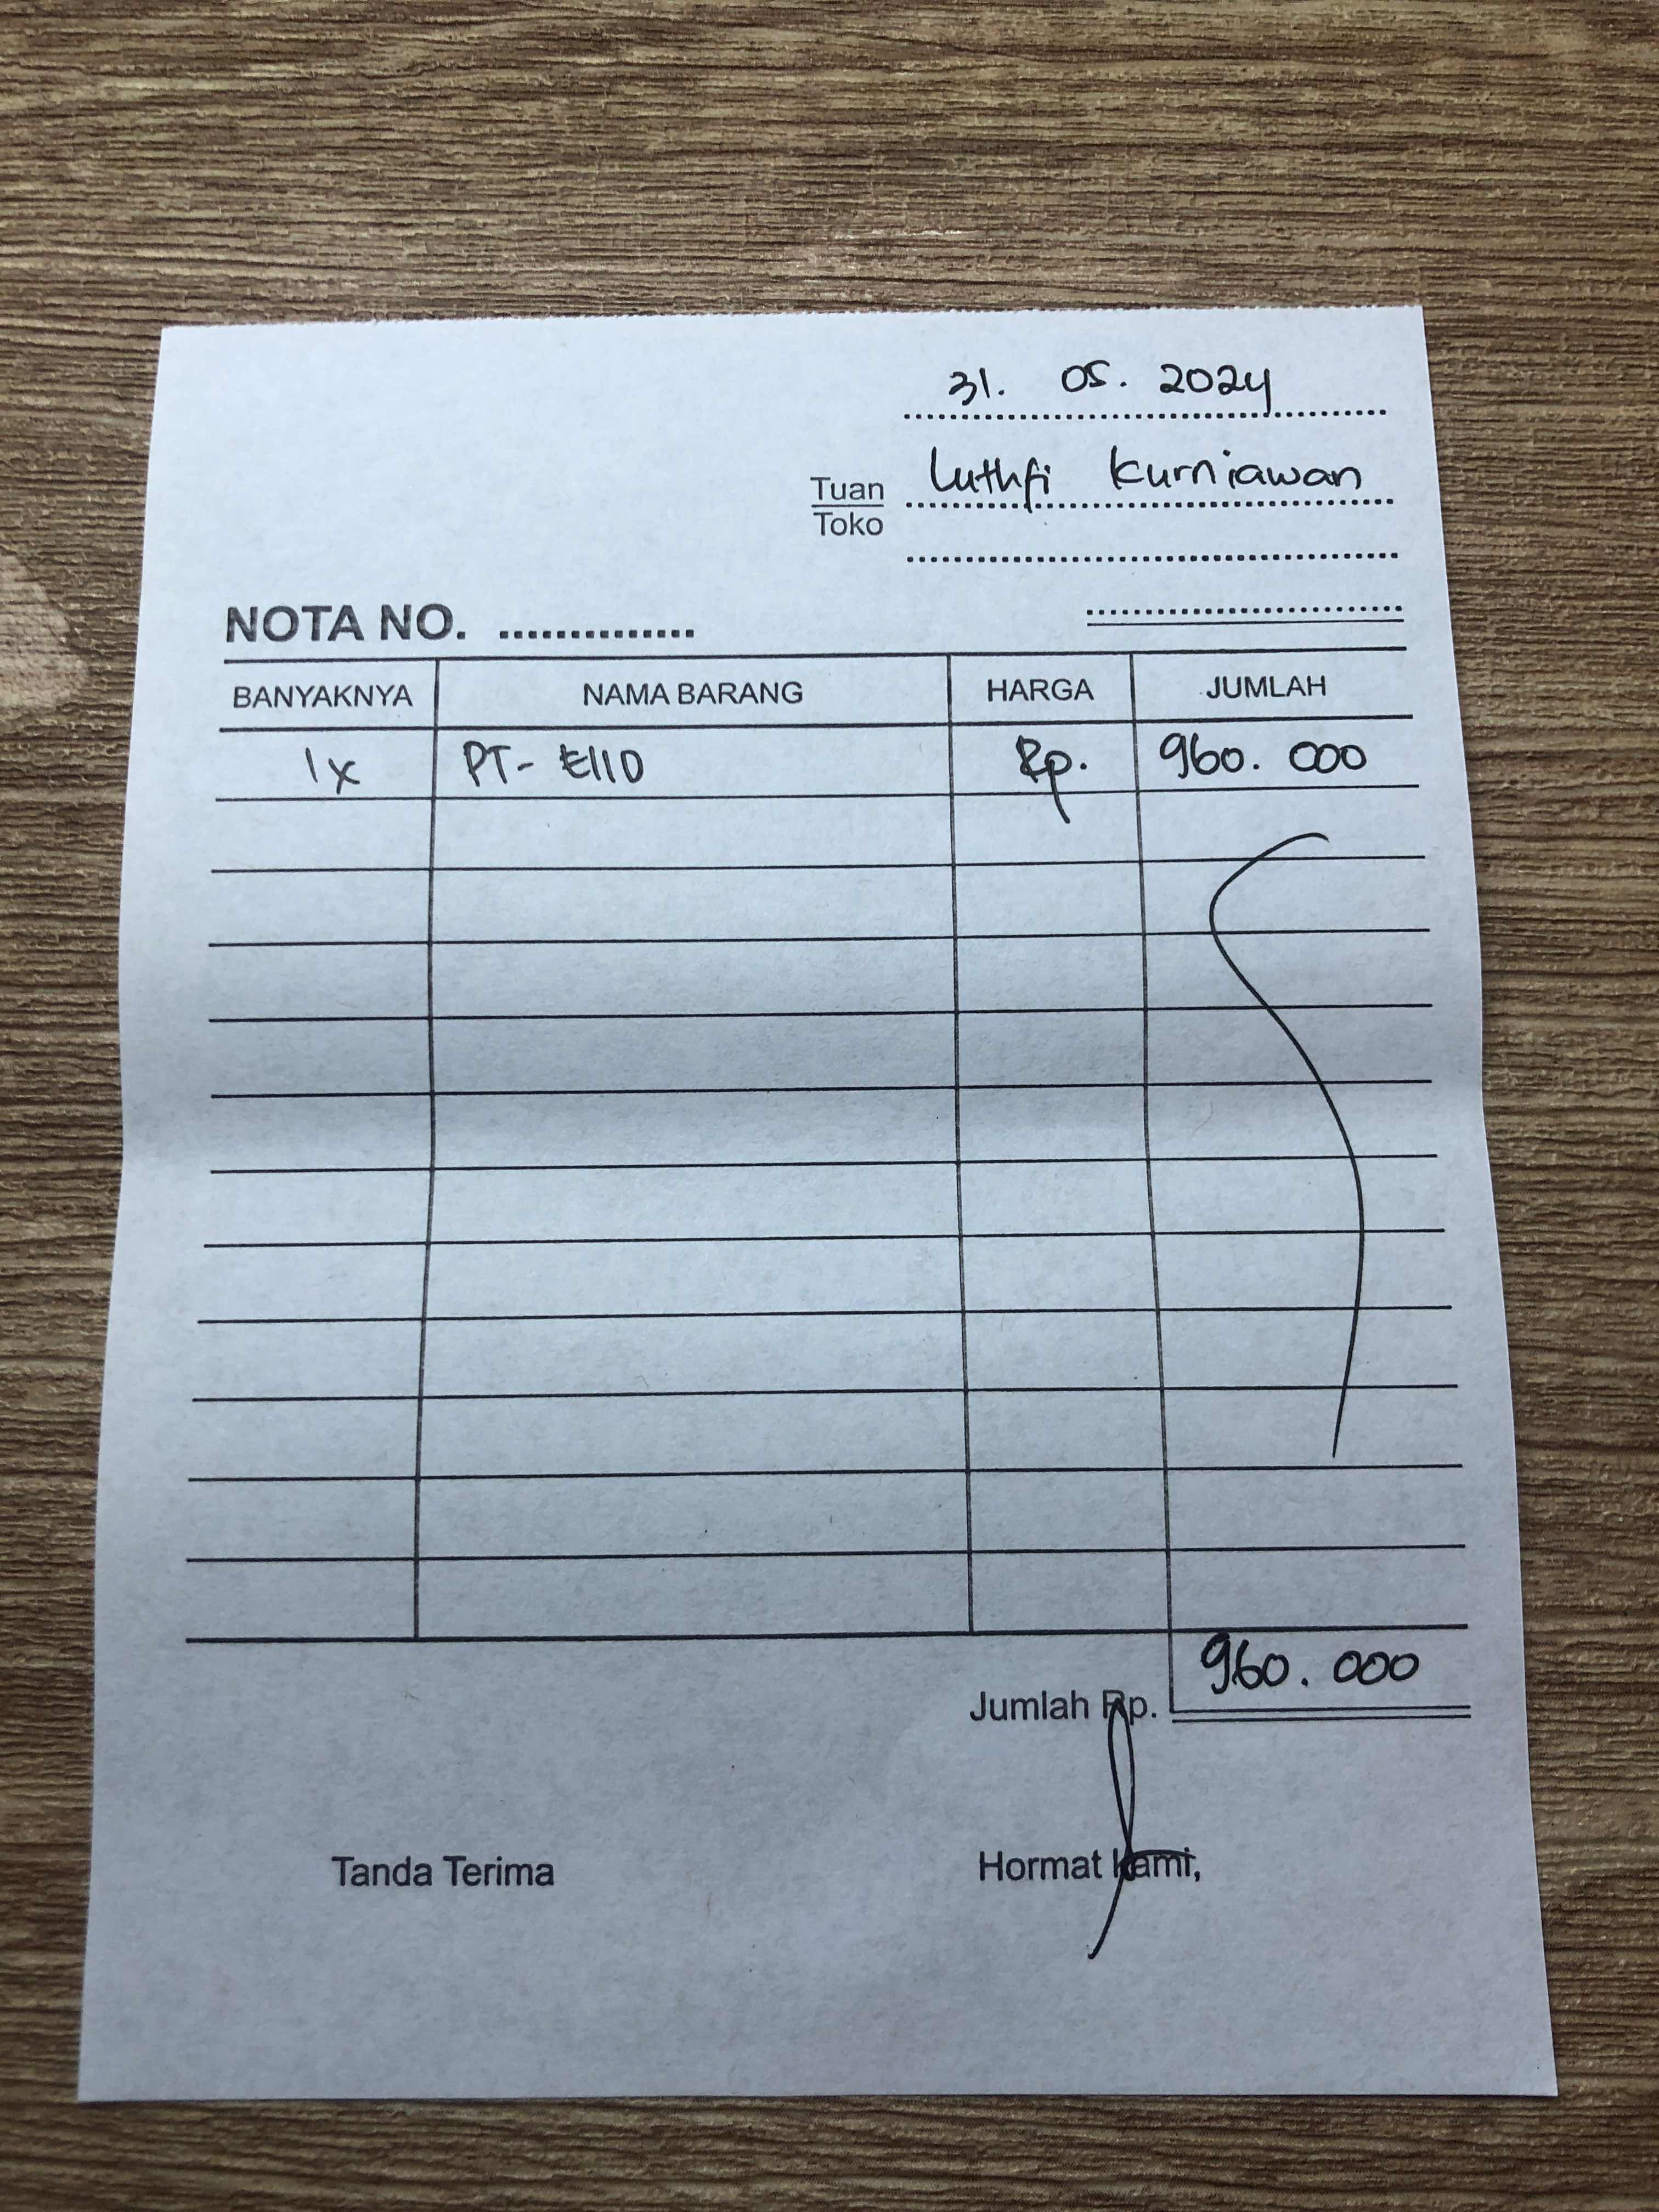 31. 05. 2024
Tuan Luthfi Kurniawan
Toko
NOTA NO. ..............
BANYAKNYA NAMA BARANG HARGA JUMLAH
1x PT-E110 Rp. 960.000
Jumlah Rp. 960.000
Tanda Terima Hormat Kami,